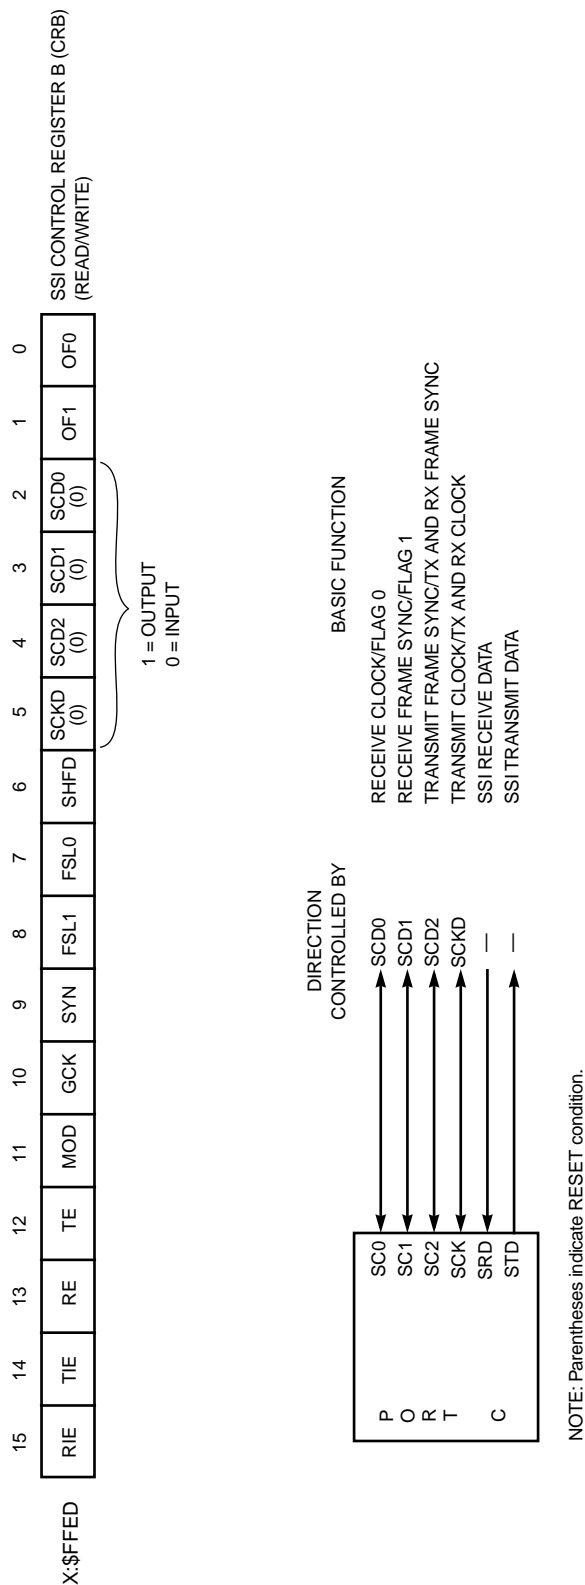 SSI CONTROL REGISTER B (CRB)
(READ/WRITE)
15 14 13 12 11 10 9 8 7 6 5 4 3 2 1 0
X:$FFED RIE TIE RE TE MOD GCK SYN FSL1 FSL0 SHFD SCKD (0) SCD2 (0) SCD1 (0) SCD0 (0) OF1 OF0
1 = OUTPUT
0 = INPUT
DIRECTION
CONTROLLED BY
BASIC FUNCTION
PORT C
SC0 SCD0 RECEIVE CLOCK/FLAG 0
SC1 SCD1 RECEIVE FRAME SYNC/FLAG 1
SC2 SCD2 TRANSMIT FRAME SYNC/TX AND RX FRAME SYNC
SCK SCKD TRANSMIT CLOCK/TX AND RX CLOCK
SRD — SSI RECEIVE DATA
STD — SSI TRANSMIT DATA
NOTE: Parentheses indicate RESET condition.